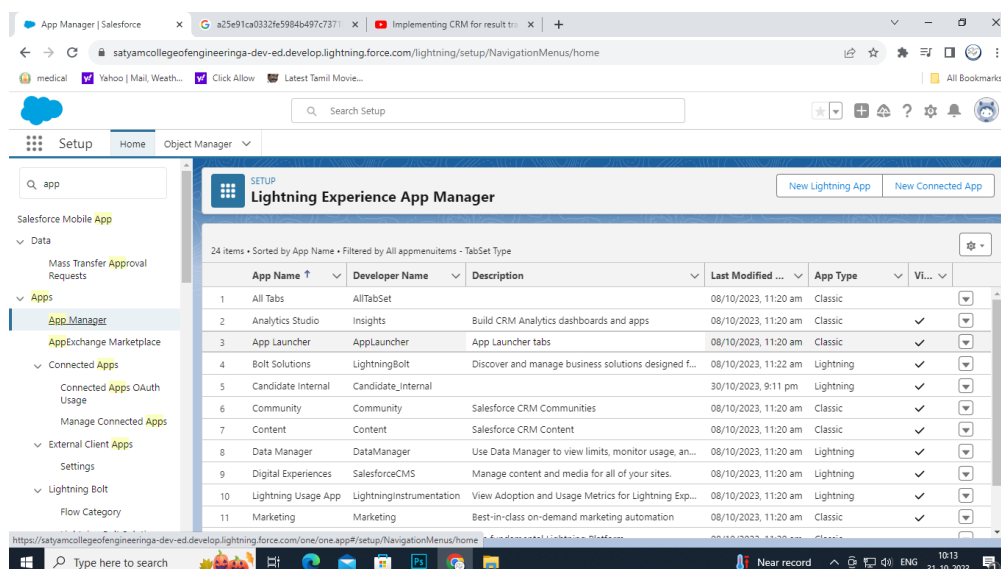 App Manager | Salesforce
a25e91ca0332fe5984b497c7371
Implementing CRM for result tra
satyamcollegeofengineeringa-dev-ed.develop.lightning.force.com/lightning/setup/NavigationMenus/home
medical
Yahoo | Mail, Weath...
Click Allow
Latest Tamil Movie...
All Bookmarks
Search Setup
Setup
Home
Object Manager
app
Salesforce Mobile App
Data
Mass Transfer Approval
Requests
Apps
App Manager
AppExchange Marketplace
Connected Apps
Connected Apps OAuth
Usage
Manage Connected Apps
External Client Apps
Settings
Lightning Bolt
Flow Category
SETUP
Lightning Experience App Manager
New Lightning App
New Connected App
24 items • Sorted by App Name • Filtered by All appmenuitems - TabSet Type
App Name ↑ Developer Name Description Last Modified ... App Type Vi...
1 All Tabs AllTabSet 08/10/2023, 11:20 am Classic
2 Analytics Studio Insights Build CRM Analytics dashboards and apps 08/10/2023, 11:20 am Classic
3 App Launcher AppLauncher App Launcher tabs 08/10/2023, 11:20 am Classic
4 Bolt Solutions LightningBolt Discover and manage business solutions designed f... 08/10/2023, 11:22 am Lightning
5 Candidate Internal Candidate_Internal 30/10/2023, 9:11 pm Lightning
6 Community Community Salesforce CRM Communities 08/10/2023, 11:20 am Classic
7 Content Content Salesforce CRM Content 08/10/2023, 11:20 am Classic
8 Data Manager DataManager Use Data Manager to view limits, monitor usage, an... 08/10/2023, 11:20 am Lightning
9 Digital Experiences SalesforceCMS Manage content and media for all of your sites. 08/10/2023, 11:20 am Lightning
10 Lightning Usage App LightningInstrumentation View Adoption and Usage Metrics for Lightning Exp... 08/10/2023, 11:20 am Lightning
11 Marketing Marketing Best-in-class on-demand marketing automation 08/10/2023, 11:20 am Classic
https://satyamcollegeofengineeringa-dev-ed.develop.lightning.force.com/one/one.app#/setup/NavigationMenus/home
Type here to search
Ps
Near record
ENG
10:13
31-10-2023